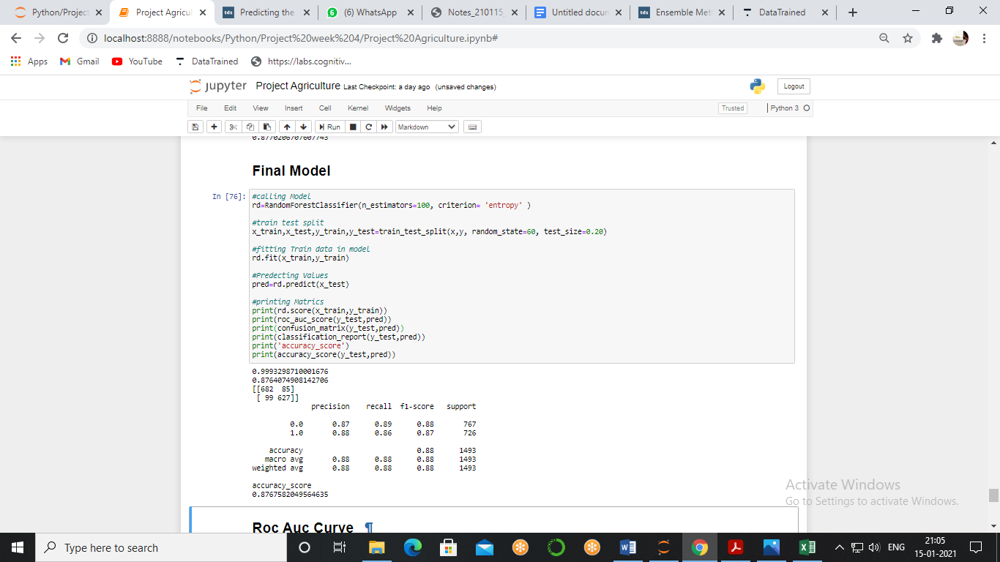 Python/Project
Project Agricul
Predicting the
(6) WhatsApp
Notes_210115_
Untitled docun
Ensemble Met
DataTrained
localhost:8888/notebooks/Python/Project%20week%204/Project%20Agriculture.ipynb#
Apps
Gmail
YouTube
DataTrained
https://labs.cognitiv...
jupyter Project Agriculture Last Checkpoint: a day ago (unsaved changes)
Logout
File Edit View Insert Cell Kernel Widgets Help
Trusted
Python 3
Run
Markdown
0.8770206707607743
Final Model
In [76]:
#calling Model
rd=RandomForestClassifier(n_estimators=100, criterion= 'entropy' )
#train test split
x_train,x_test,y_train,y_test=train_test_split(x,y, random_state=60, test_size=0.20)
#fitting Train data in model
rd.fit(x_train,y_train)
#Predecting Values
pred=rd.predict(x_test)
#printing Matrics
print(rd.score(x_train,y_train))
print(roc_auc_score(y_test,pred))
print(confusion_matrix(y_test,pred))
print(classification_report(y_test,pred))
print('accuracy_score')
print(accuracy_score(y_test,pred))
0.9993298710001676
0.8764074908142706
[[682 85]
[ 99 627]]
precision recall f1-score support
0.0 0.87 0.89 0.88 767
1.0 0.88 0.86 0.87 726
accuracy 0.88 1493
macro avg 0.88 0.88 0.88 1493
weighted avg 0.88 0.88 0.88 1493
accuracy_score
0.8767582049564635
Activate Windows
Go to Settings to activate Windows.
Roc Auc Curve ¶
Type here to search
ENG
21:05
15-01-2021